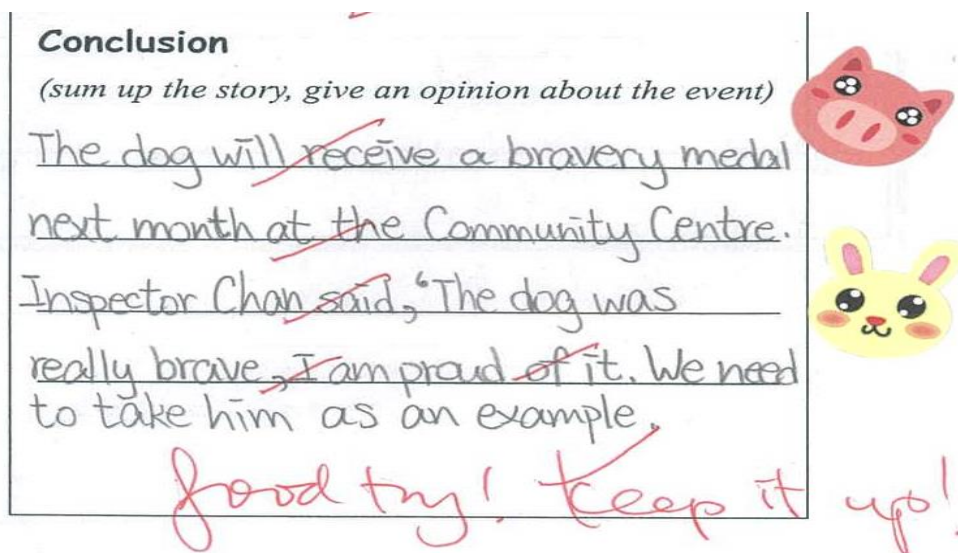 Conclusion
(sum up the story, give an opinion about the event)
The dog will receive a bravery medal
next month at the Community Centre.
Inspector Chan said, “The dog was
really brave, I am proud of it. We need
to take him as an example.
Good try! Keep it up!